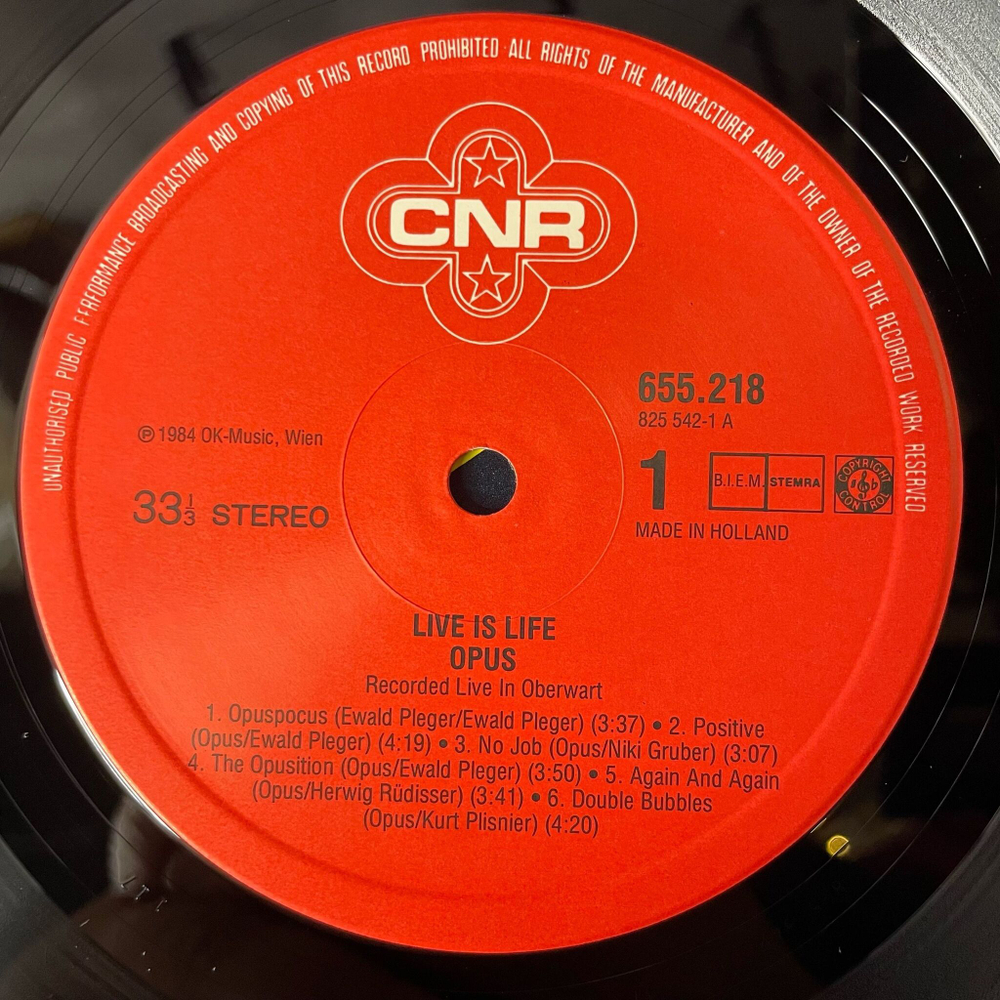 UNAUTHORISED PUBLIC PERFORMANCE BROADCASTING AND COPYING OF THIS RECORD PROHIBITED · ALL RIGHTS OF THE MANUFACTURER AND OF THE OWNER OF THE RECORDED WORK RESERVED
CNR
655.218
825 542-1 A
℗ 1984 OK-Music, Wien
1
B.I.E.M. STEMRA
COPYRIGHT CONTROL
33⅓ STEREO
MADE IN HOLLAND
LIVE IS LIFE
OPUS
Recorded Live In Oberwart
1. Opuspocus (Ewald Pleger/Ewald Pleger) (3:37) • 2. Positive
(Opus/Ewald Pleger) (4:19) • 3. No Job (Opus/Niki Gruber) (3:07)
4. The Opusition (Opus/Ewald Pleger) (3:50) • 5. Again And Again
(Opus/Herwig Rüdisser) (3:41) • 6. Double Bubbles
(Opus/Kurt Plisnier) (4:20)